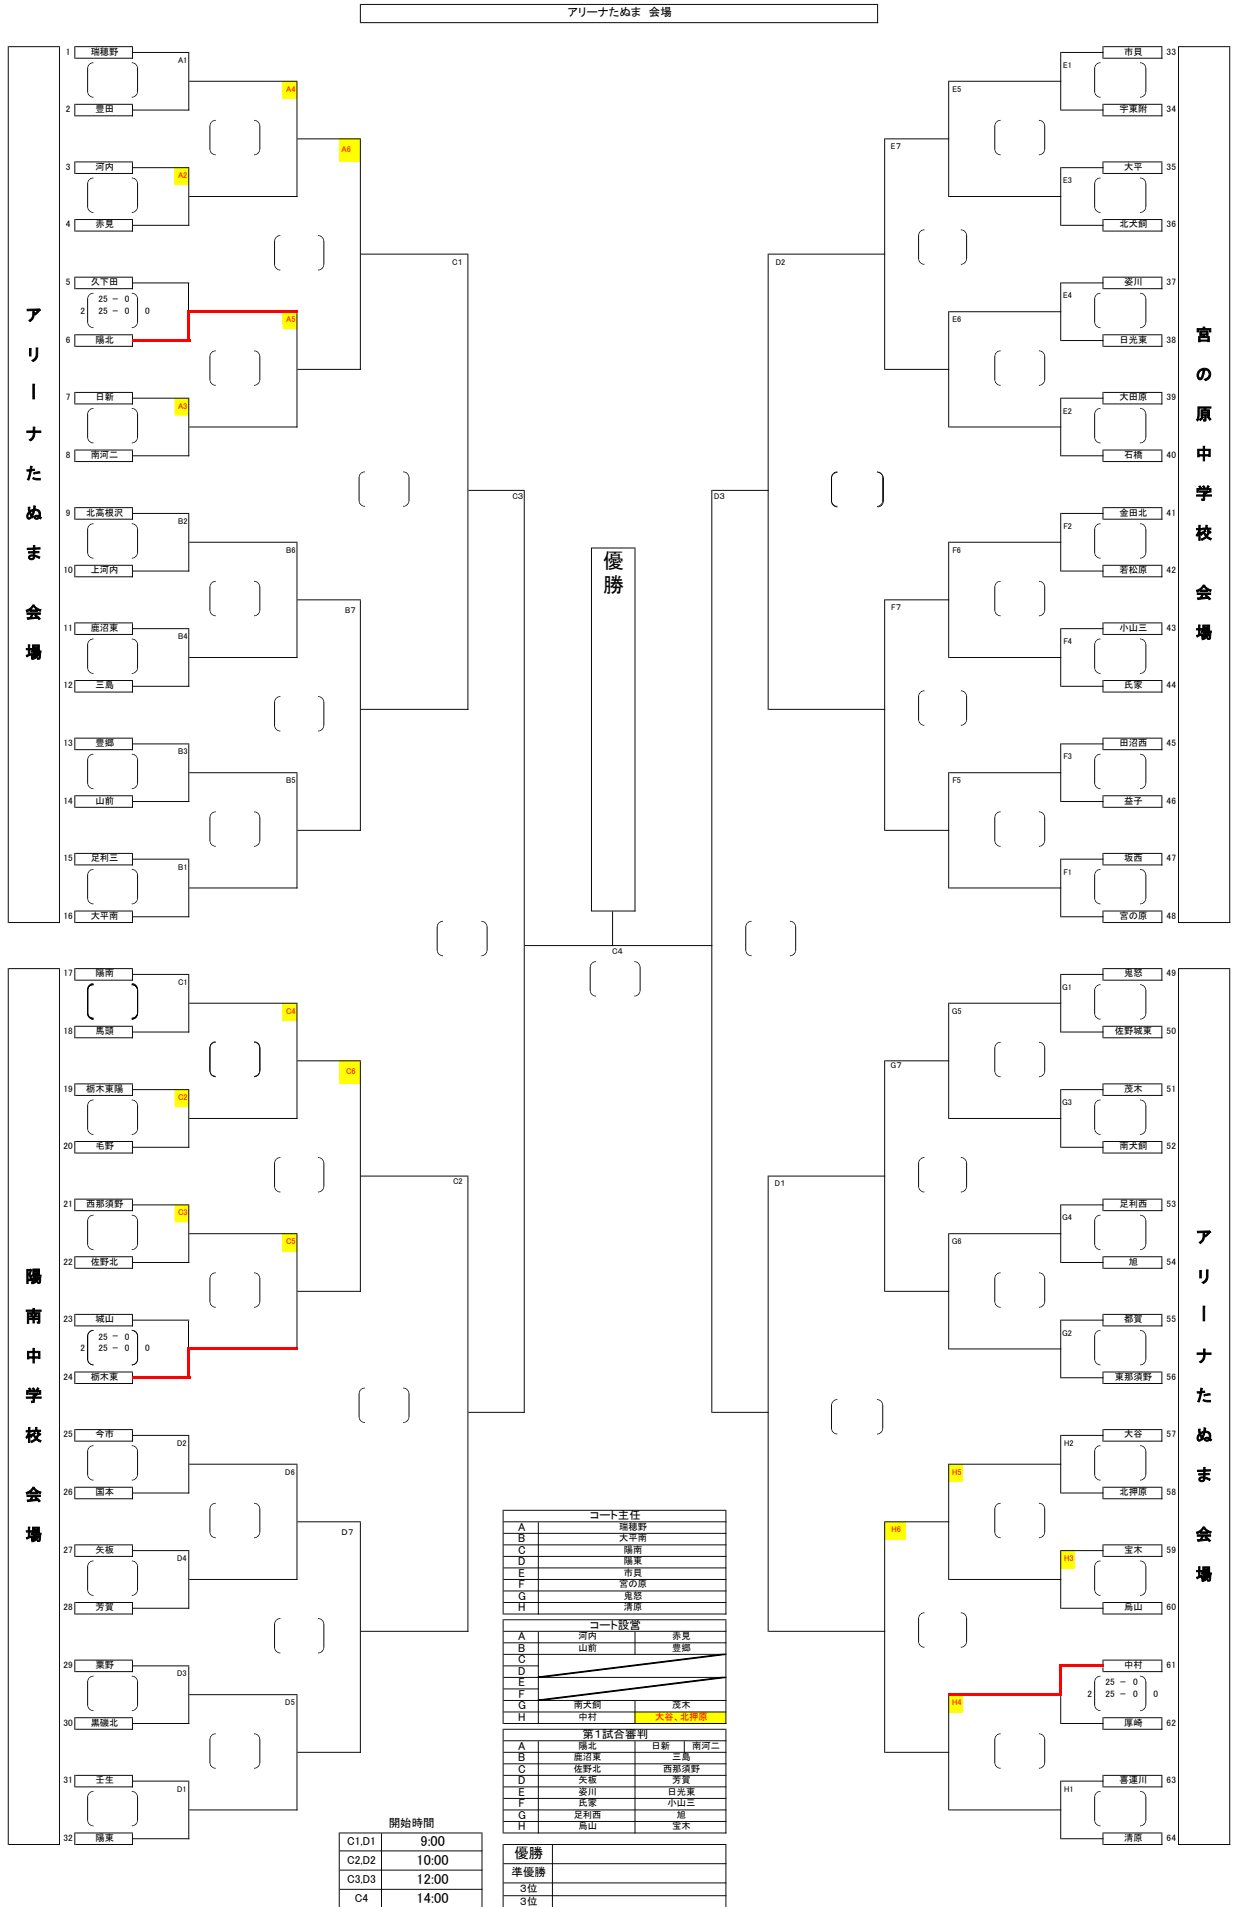 アリーナたぬま 会場
アリーナたぬま 会場
1 瑞穂野
A1
2 豊田
A4
3 河内
A2
4 赤見
A6
5 久下田
25 - 0
2 25 - 0 0
6 陽北
A5
7 日新
A3
8 南河二
C1
9 北高根沢
B2
10 上河内
B6
11 鹿沼東
B4
12 三島
B7
13 豊郷
B3
14 山前
B5
15 足利三
B1
16 大平南
C3
陽南中学校 会場
17 陽南
C1
18 馬頭
C4
19 栃木東陽
C2
20 毛野
C6
21 西那須野
C3
22 佐野北
C5
23 城山
25 - 0
2 25 - 0 0
24 栃木東
C2
25 今市
D2
26 国本
D6
27 矢板
D4
28 芳賀
D7
29 粟野
D3
30 黒磯北
D5
31 壬生
D1
32 陽東
優勝
C4
宮の原中学校 会場
市貝 33
E1
宇東附 34
E5
大平 35
E3
北犬飼 36
E7
姿川 37
E4
日光東 38
E6
大田原 39
E2
石橋 40
D2
金田北 41
F2
若松原 42
F6
小山三 43
F4
氏家 44
F7
田沼西 45
F3
益子 46
F5
坂西 47
F1
宮の原 48
D3
アリーナたぬま 会場
鬼怒 49
G1
佐野城東 50
G5
茂木 51
G3
南犬飼 52
G7
足利西 53
G4
旭 54
G6
都賀 55
G2
東那須野 56
D1
大谷 57
H2
北押原 58
H5
宝木 59
H3
烏山 60
H6
中村 61
25 - 0
2 25 - 0 0
厚崎 62
H4
喜連川 63
H1
清原 64
コート主任
A 瑞穂野
B 大平南
C 陽南
D 陽東
E 市貝
F 宮の原
G 鬼怒
H 清原
コート設営
A 河内 赤見
B 山前 豊郷
C
D
E
F
G 南犬飼 茂木
H 中村 大谷、北押原
第1試合審判
A 陽北 日新 南河二
B 鹿沼東 三島
C 佐野北 西那須野
D 矢板 芳賀
E 姿川 日光東
F 氏家 小山三
G 足利西 旭
H 烏山 宝木
開始時間
C1,D1 9:00
C2,D2 10:00
C3,D3 12:00
C4 14:00
優勝
準優勝
3位
3位